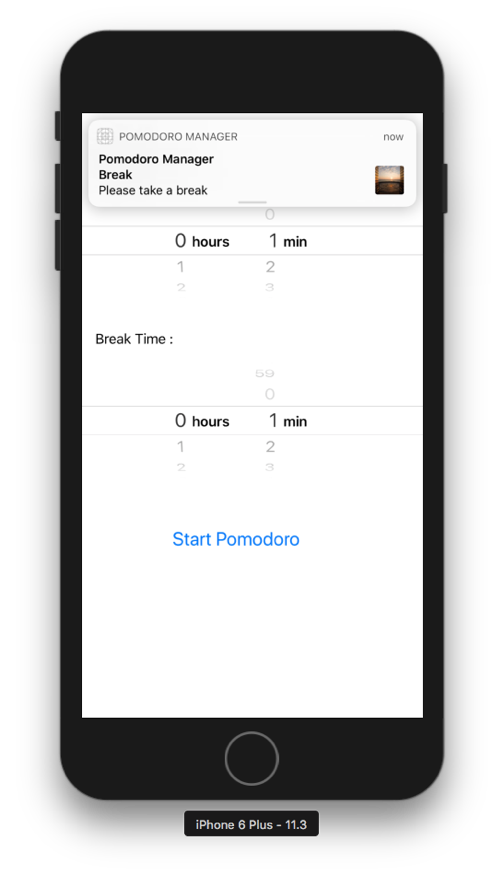 POMODORO MANAGER now
Pomodoro Manager
Break
Please take a break
0
0 hours 1 min
1 2
2 3
Break Time :
59
0
0 hours 1 min
1 2
2 3
Start Pomodoro
iPhone 6 Plus - 11.3